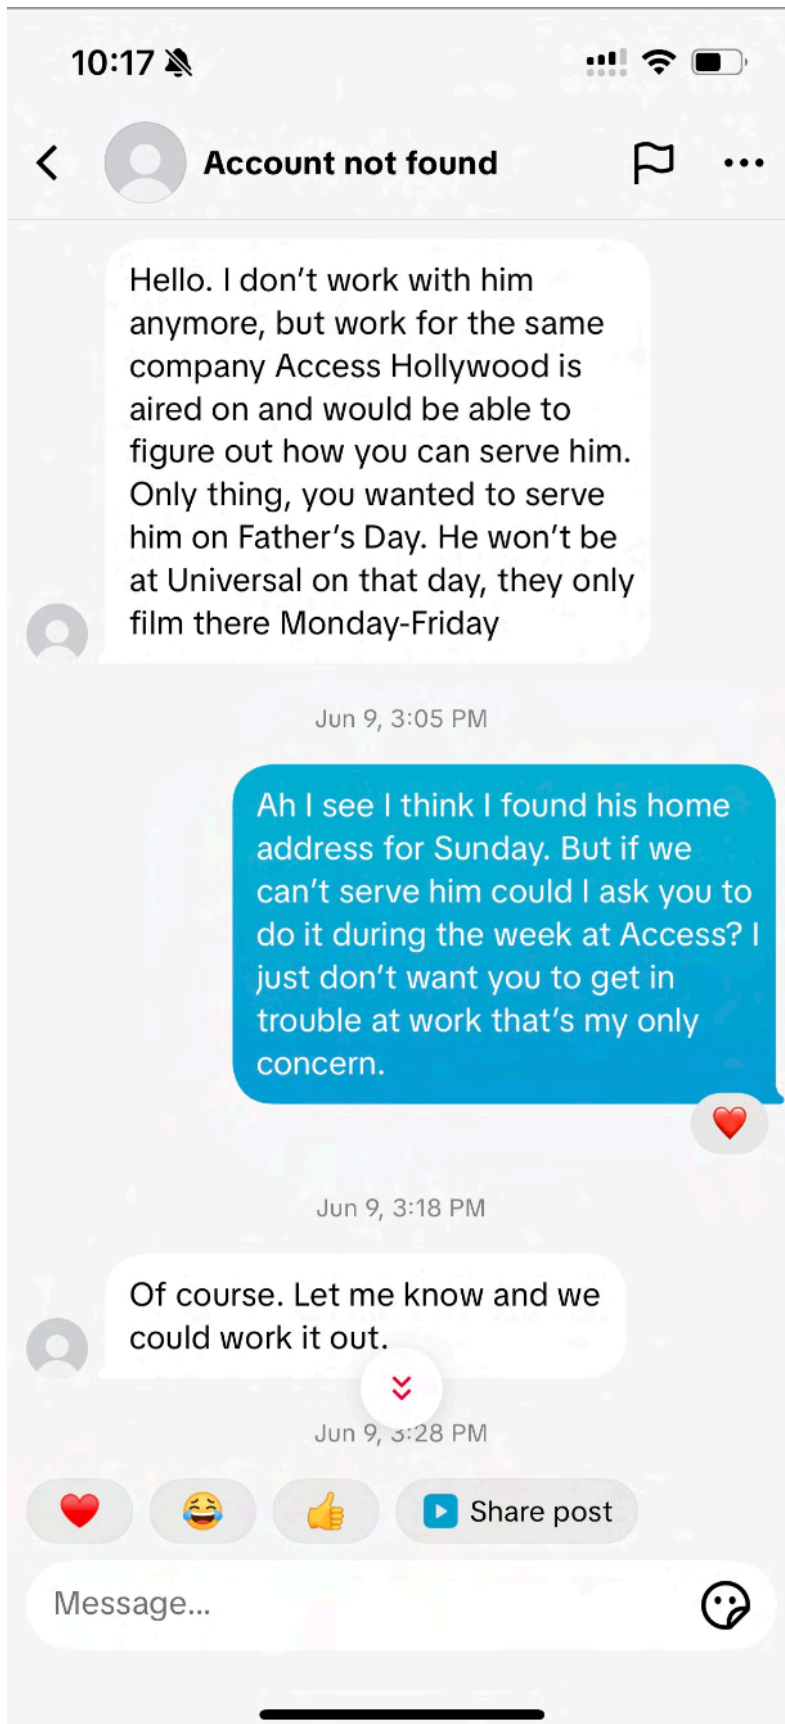 10:17
Account not found
Hello. I don't work with him
anymore, but work for the same
company Access Hollywood is
aired on and would be able to
figure out how you can serve him.
Only thing, you wanted to serve
him on Father's Day. He won't be
at Universal on that day, they only
film there Monday-Friday
Jun 9, 3:05 PM
Ah I see I think I found his home
address for Sunday. But if we
can't serve him could I ask you to
do it during the week at Access? I
just don't want you to get in
trouble at work that's my only
concern.
Jun 9, 3:18 PM
Of course. Let me know and we
could work it out.
Jun 9, 3:28 PM
Share post
Message...